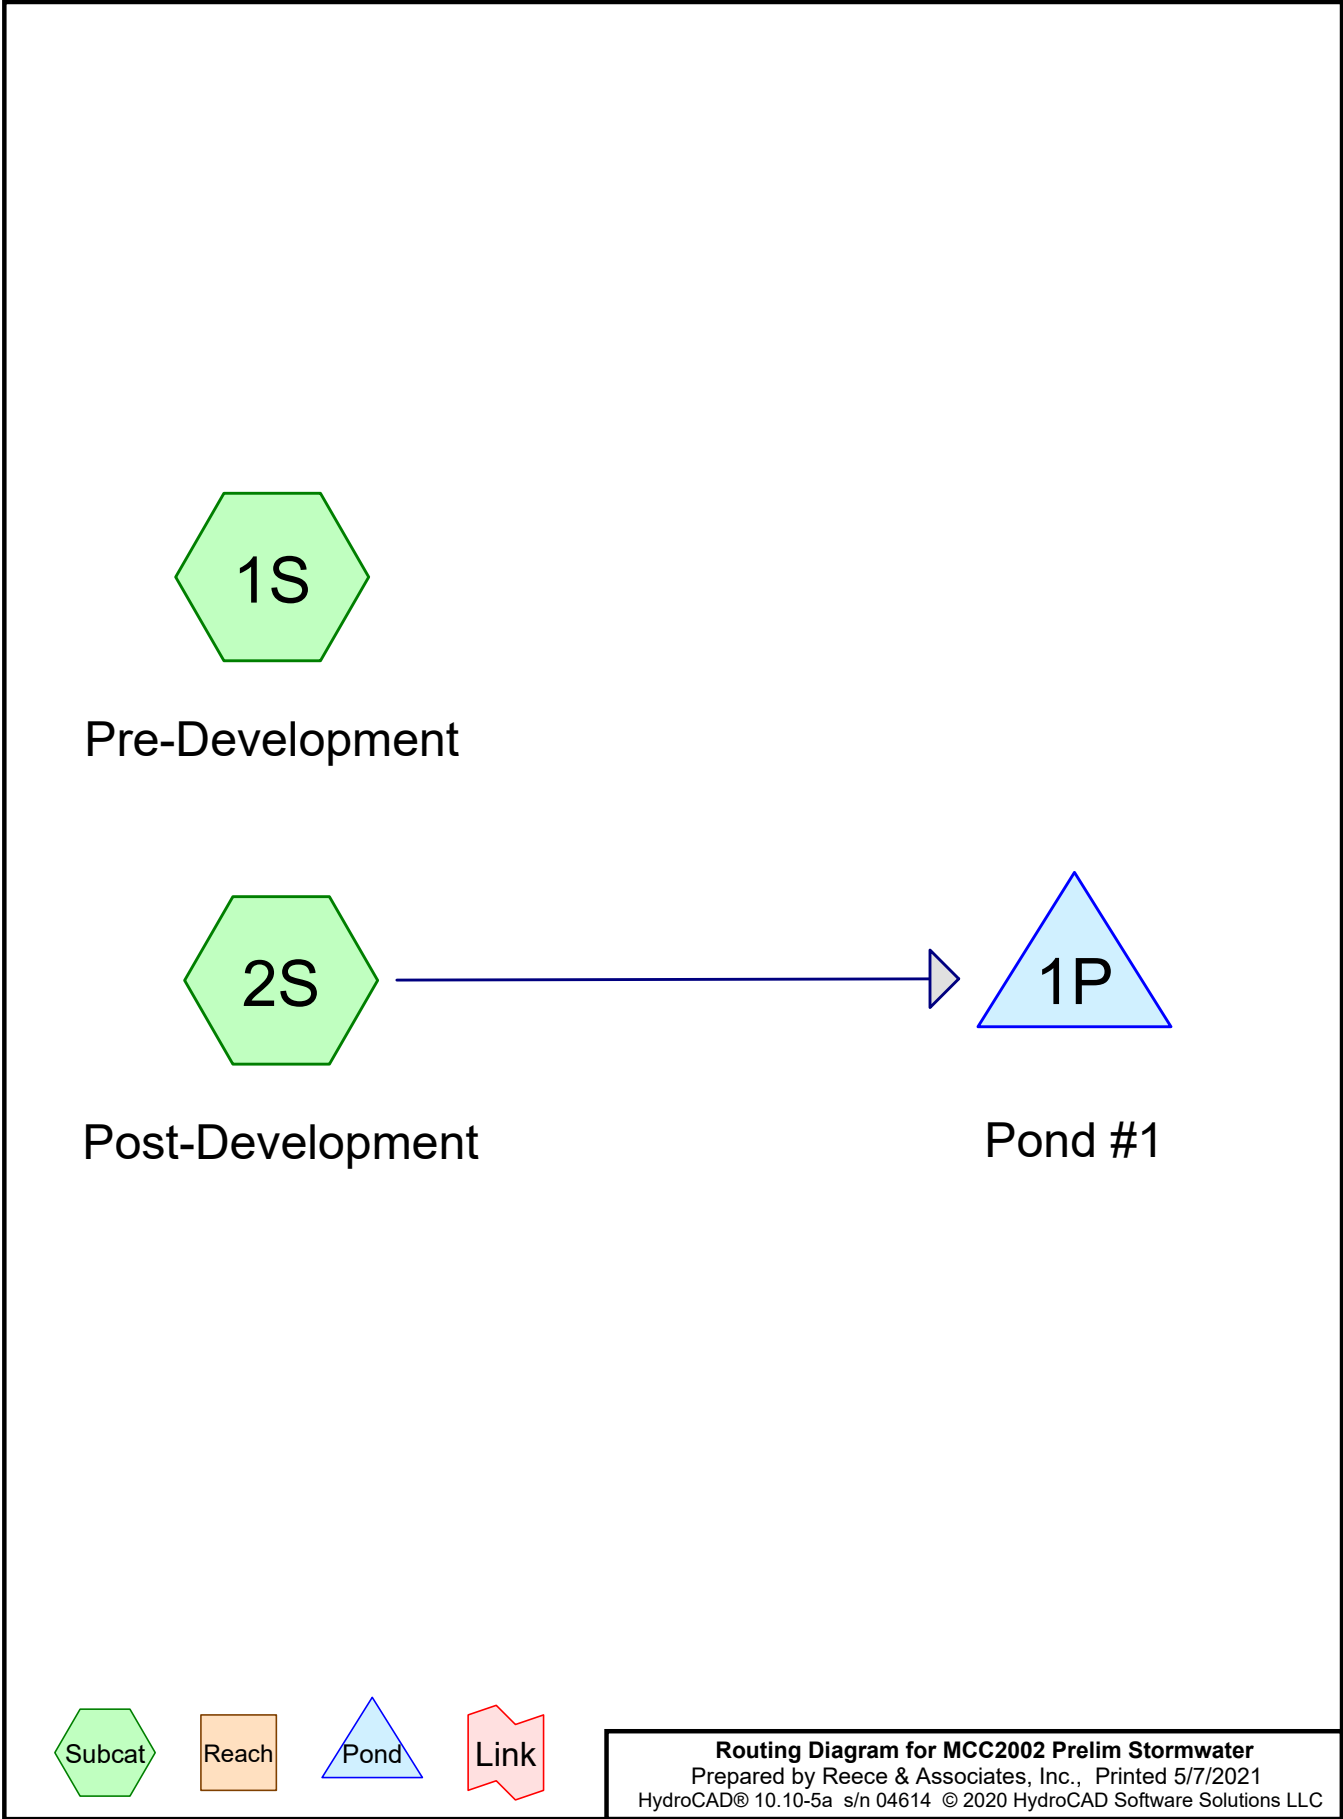 1S
Pre-Development
2S
1P
Post-Development
Pond #1
Subcat
Reach
Pond
Link
Routing Diagram for MCC2002 Prelim Stormwater
Prepared by Reece & Associates, Inc.,  Printed 5/7/2021
HydroCAD® 10.10-5a  s/n 04614  © 2020 HydroCAD Software Solutions LLC